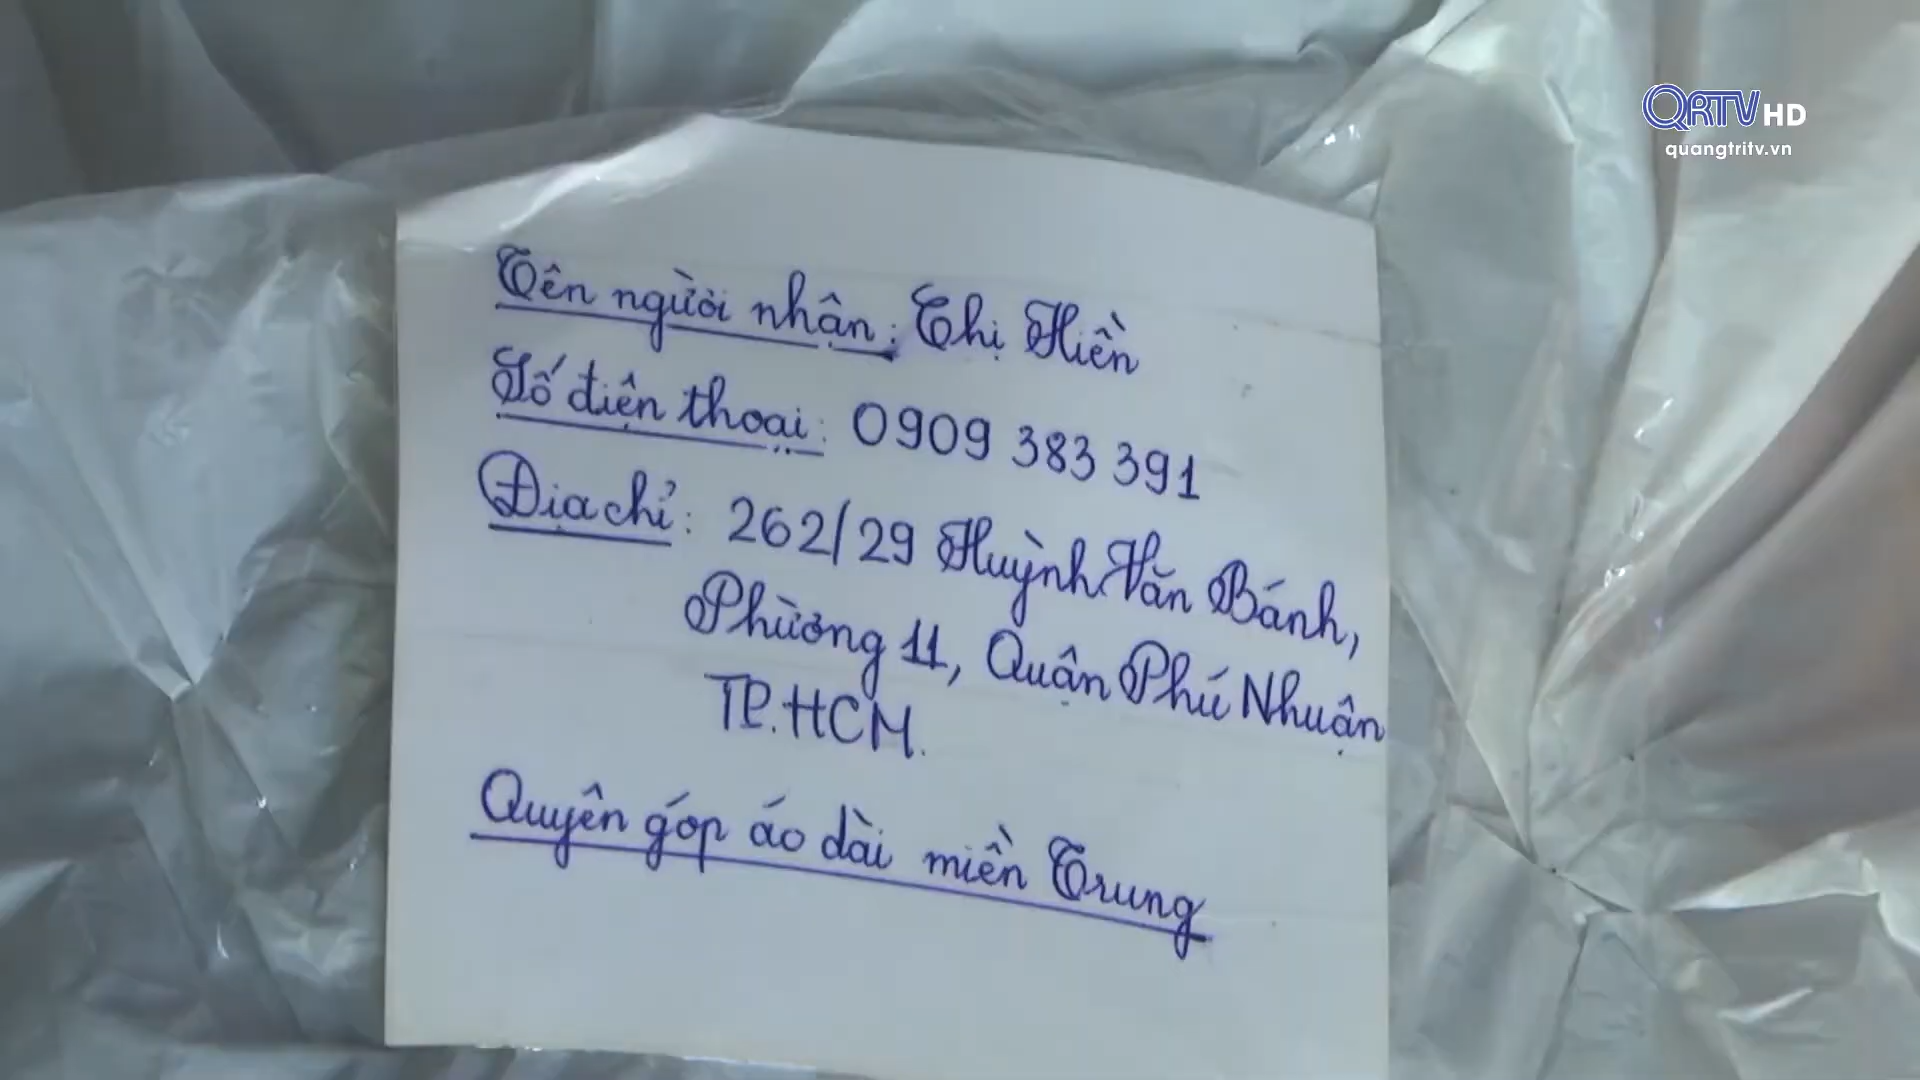 QRTV HD
quangtritv.vn
Tên người nhận: Thị Hiền
Số điện thoại: 0909 383 391
Địa chỉ: 262/29 Huỳnh Văn Bánh,
Phường 11, Quận Phú Nhuận
TP.HCM.
Quyên góp áo dài miền Trung